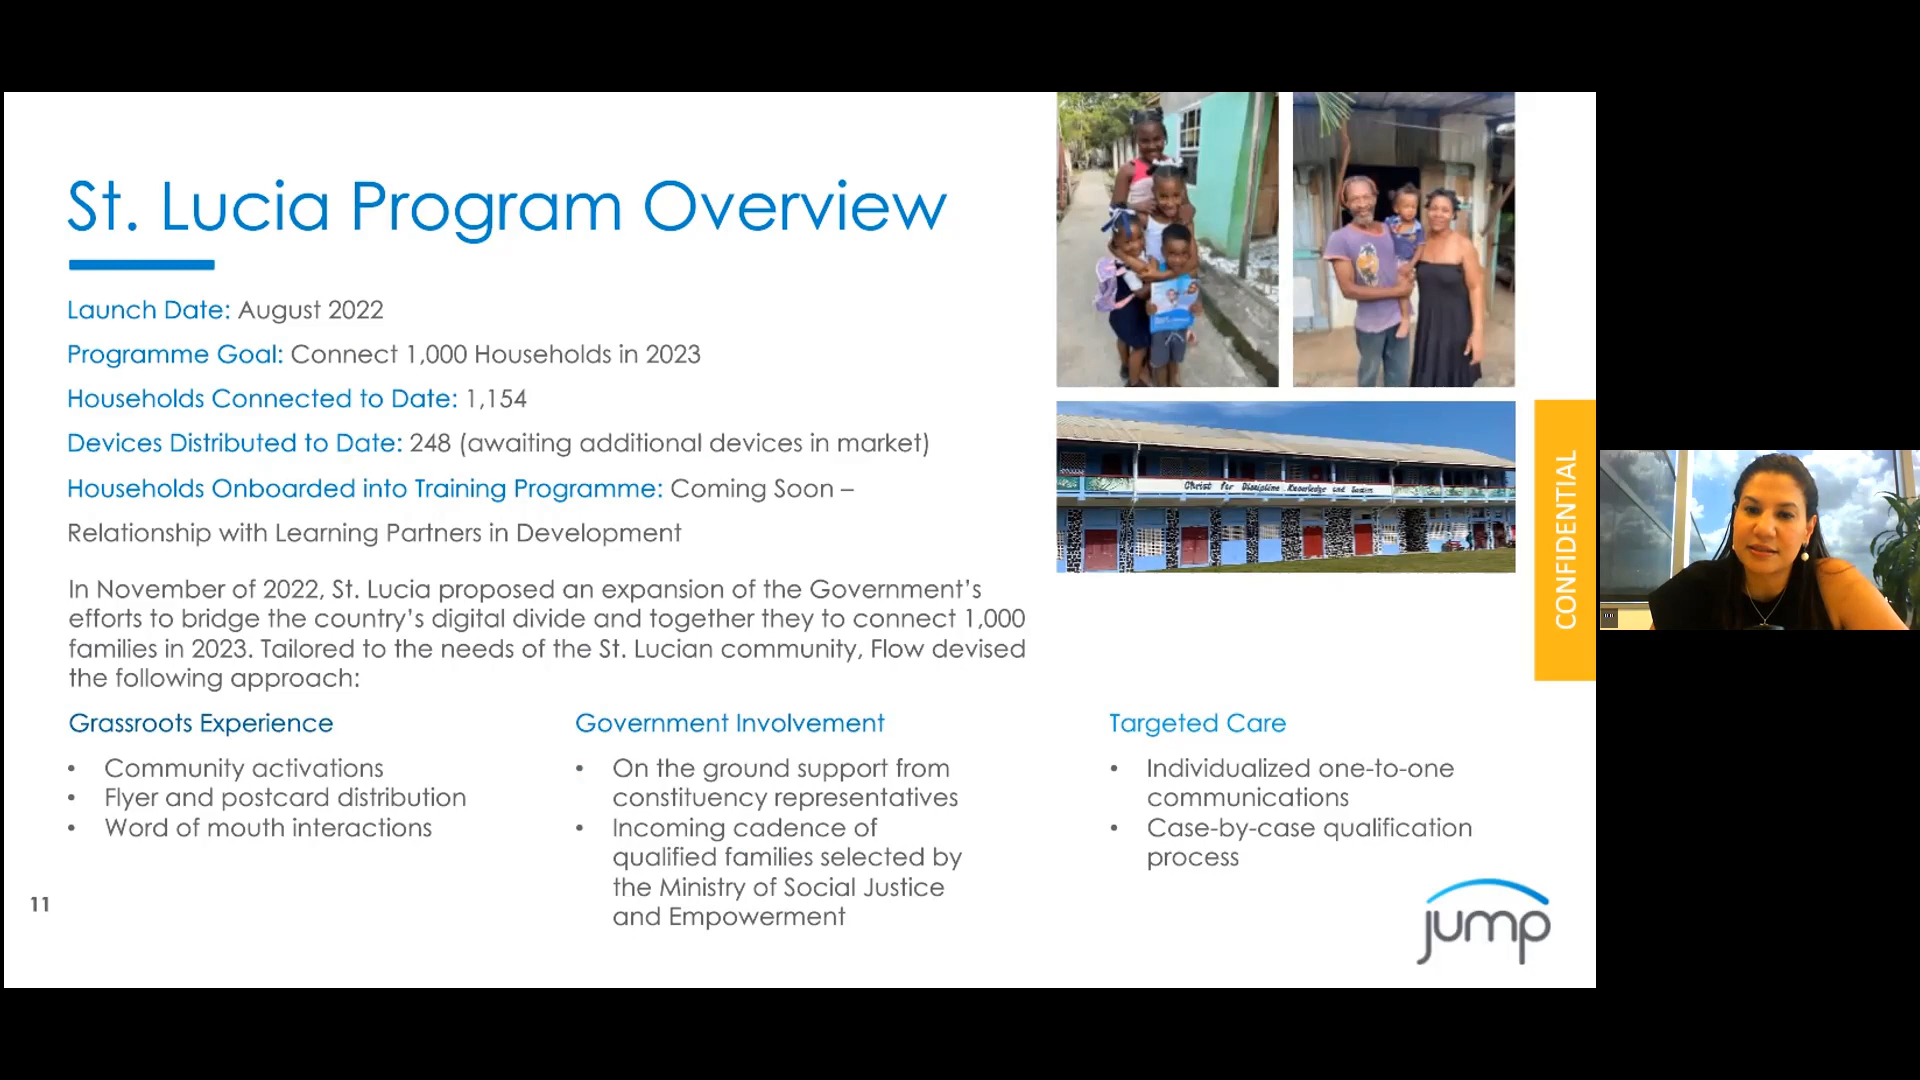 St. Lucia Program Overview
Launch Date: August 2022
Programme Goal: Connect 1,000 Households in 2023
Households Connected to Date: 1,154
Devices Distributed to Date: 248 (awaiting additional devices in market)
Households Onboarded into Training Programme: Coming Soon –
Relationship with Learning Partners in Development
In November of 2022, St. Lucia proposed an expansion of the Government's
efforts to bridge the country's digital divide and together they to connect 1,000
families in 2023. Tailored to the needs of the St. Lucian community, Flow devised
the following approach:
Grassroots Experience
• Community activations
• Flyer and postcard distribution
• Word of mouth interactions
Government Involvement
• On the ground support from
constituency representatives
• Incoming cadence of
qualified families selected by
the Ministry of Social Justice
and Empowerment
Targeted Care
• Individualized one-to-one
communications
• Case-by-case qualification
process
Christ for Discipline, Knowledge and
CONFIDENTIAL
11
jump